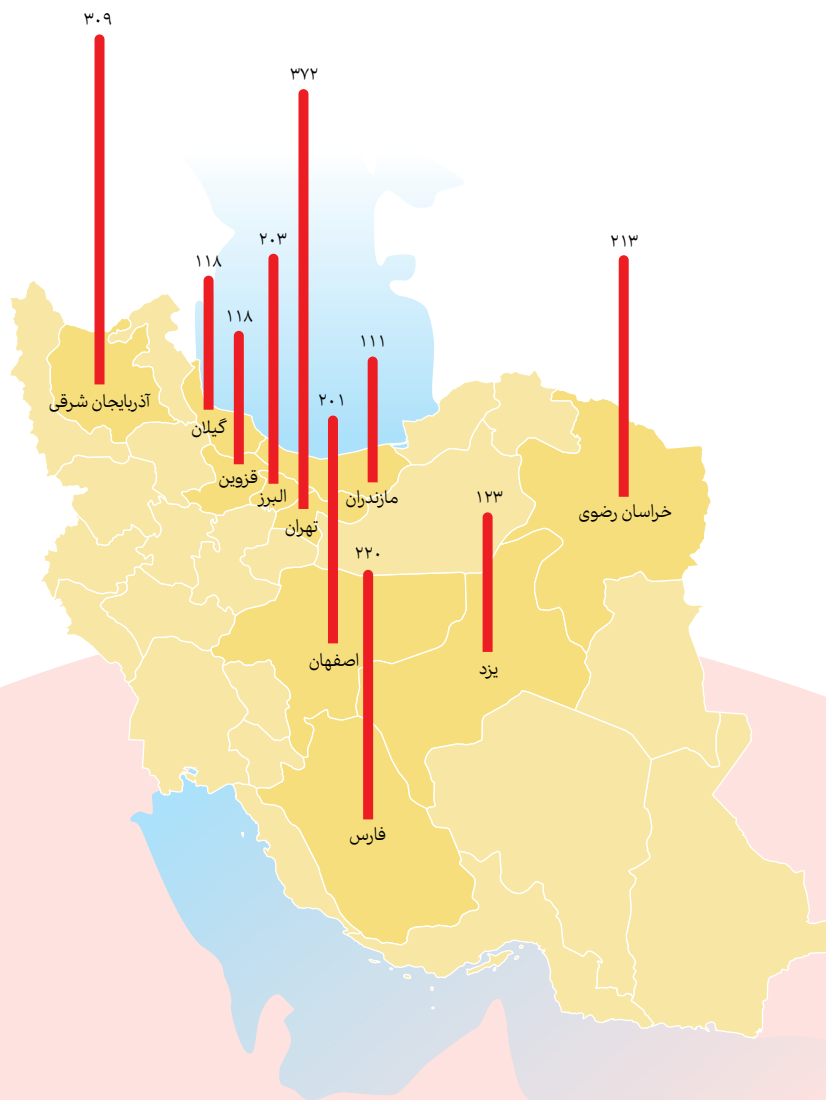 ۳۰۹
آذربایجان شرقی
۱۱۸
گیلان
۱۱۸
قزوین
۲۰۳
البرز
۳۷۲
تهران
۱۱۱
مازندران
۲۱۳
خراسان رضوی
۲۰۱
اصفهان
۱۲۳
یزد
۲۲۰
فارس